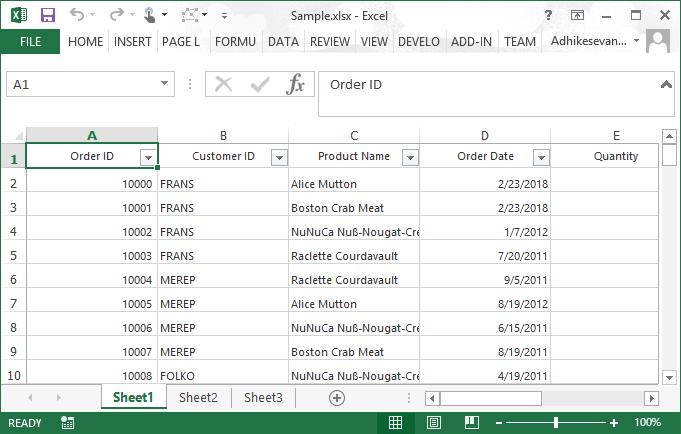 Sample.xlsx - Excel
FILE HOME INSERT PAGE L FORMU DATA REVIEW VIEW DEVELO ADD-IN TEAM Adhikesevan...
A1 fx Order ID
A B C D E
1 Order ID Customer ID Product Name Order Date Quantity
2 10000 FRANS Alice Mutton 2/23/2018
3 10001 FRANS Boston Crab Meat 2/23/2018
4 10002 FRANS NuNuCa Nuß-Nougat-Cre 1/7/2012
5 10003 FRANS Raclette Courdavault 7/20/2011
6 10004 MEREP Raclette Courdavault 9/5/2011
7 10005 MEREP Alice Mutton 8/19/2012
8 10006 MEREP NuNuCa Nuß-Nougat-Cre 6/15/2011
9 10007 MEREP Boston Crab Meat 8/19/2011
10 10008 FOLKO NuNuCa Nuß-Nougat-Cre 4/19/2011
Sheet1 Sheet2 Sheet3
READY 100%